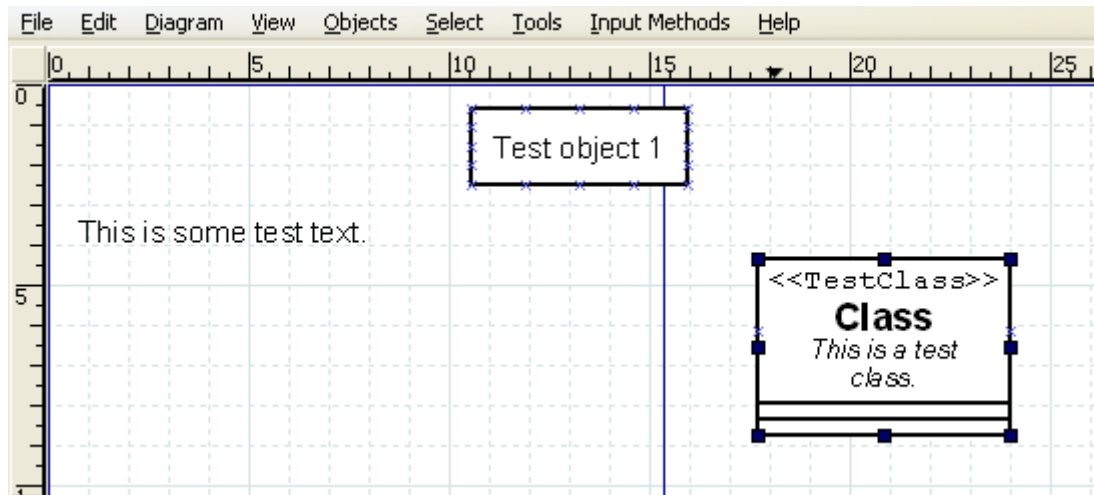 File Edit Diagram View Objects Select Tools Input Methods Help
0 5 10 15 20 25
0
Test object 1
This is some test text.
<<TestClass>>
5
Class
This is a test
class.